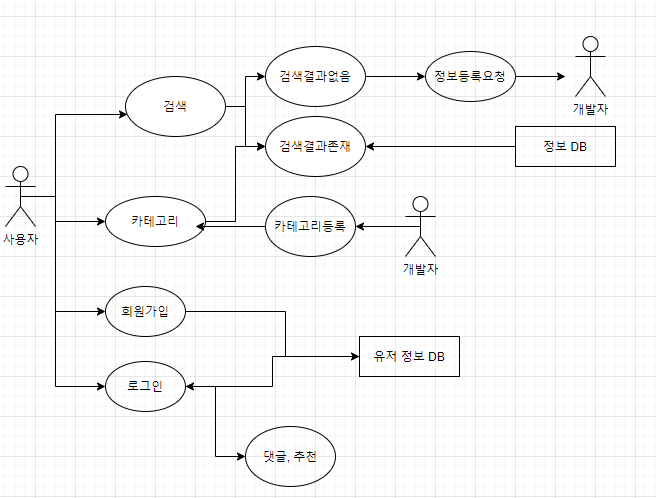 검색결과없음
정보등록요청
검색
개발자
검색결과존재
정보 DB
카테고리
카테고리등록
사용자
개발자
회원가입
유저 정보 DB
로그인
댓글, 추천